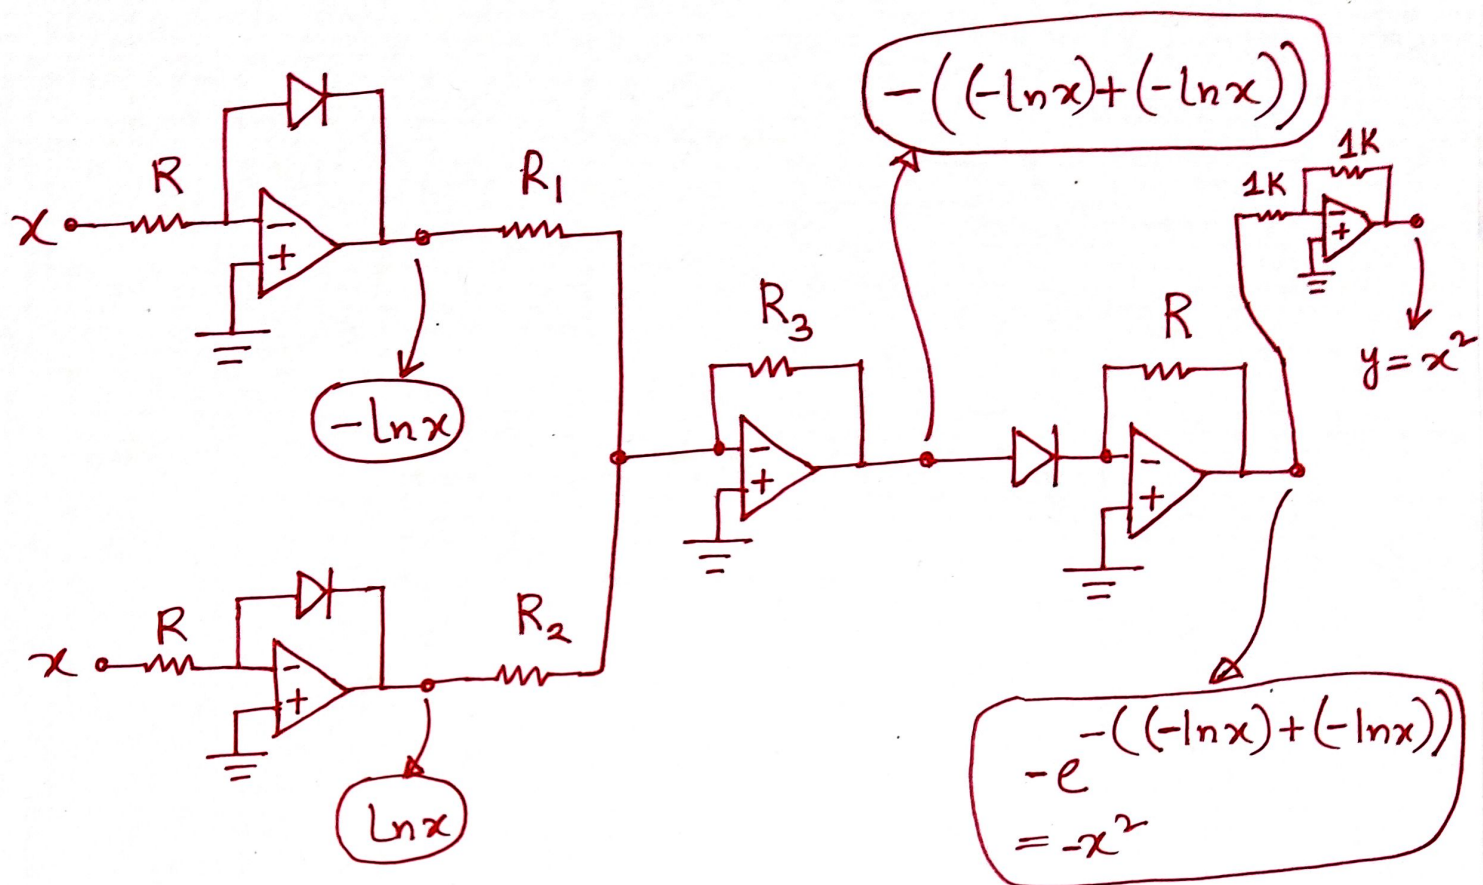 -((-lnx)+(-lnx))
1K
1K
R
R1
x
-
+
-
+
-lnx
R3
R
y=x²
-
+
-
+
R
R2
x
-
+
lnx
-e^-((-lnx)+(-lnx))
=-x²